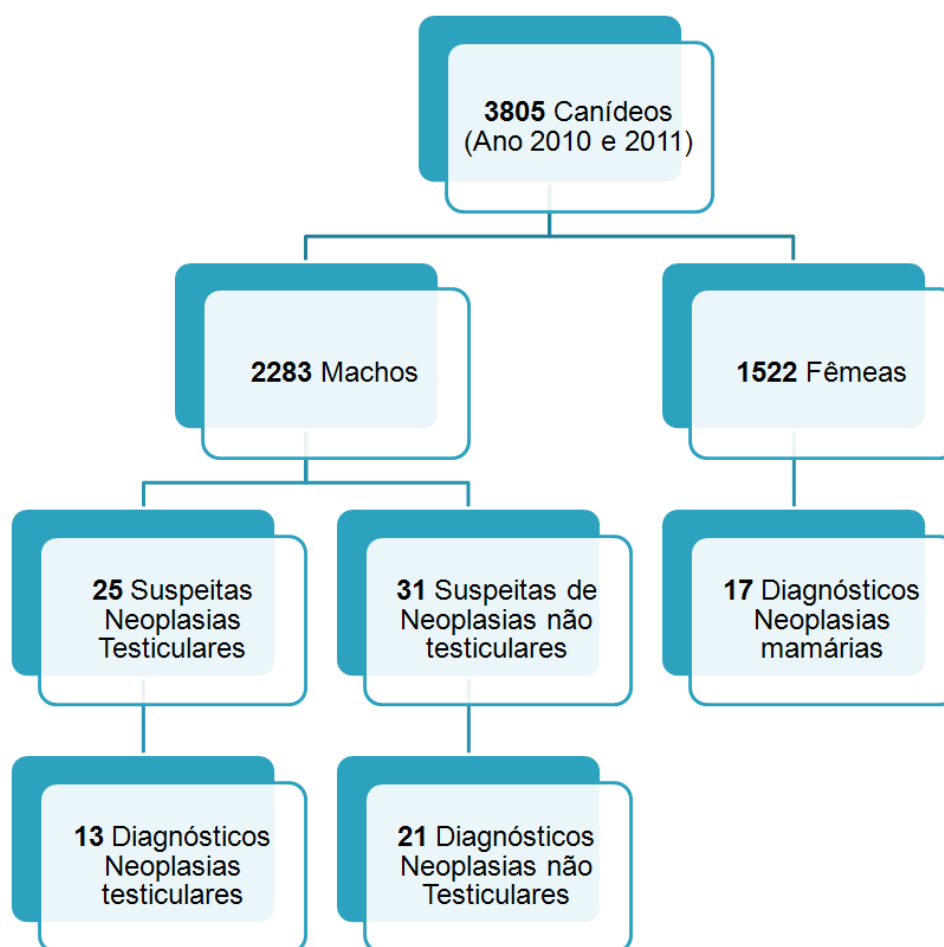 3805 Canídeos
(Ano 2010 e 2011)
2283 Machos
1522 Fêmeas
25 Suspeitas
Neoplasias
Testiculares
31 Suspeitas de
Neoplasias não
testiculares
17 Diagnósticos
Neoplasias
mamárias
13 Diagnósticos
Neoplasias
testiculares
21 Diagnósticos
Neoplasias não
Testiculares